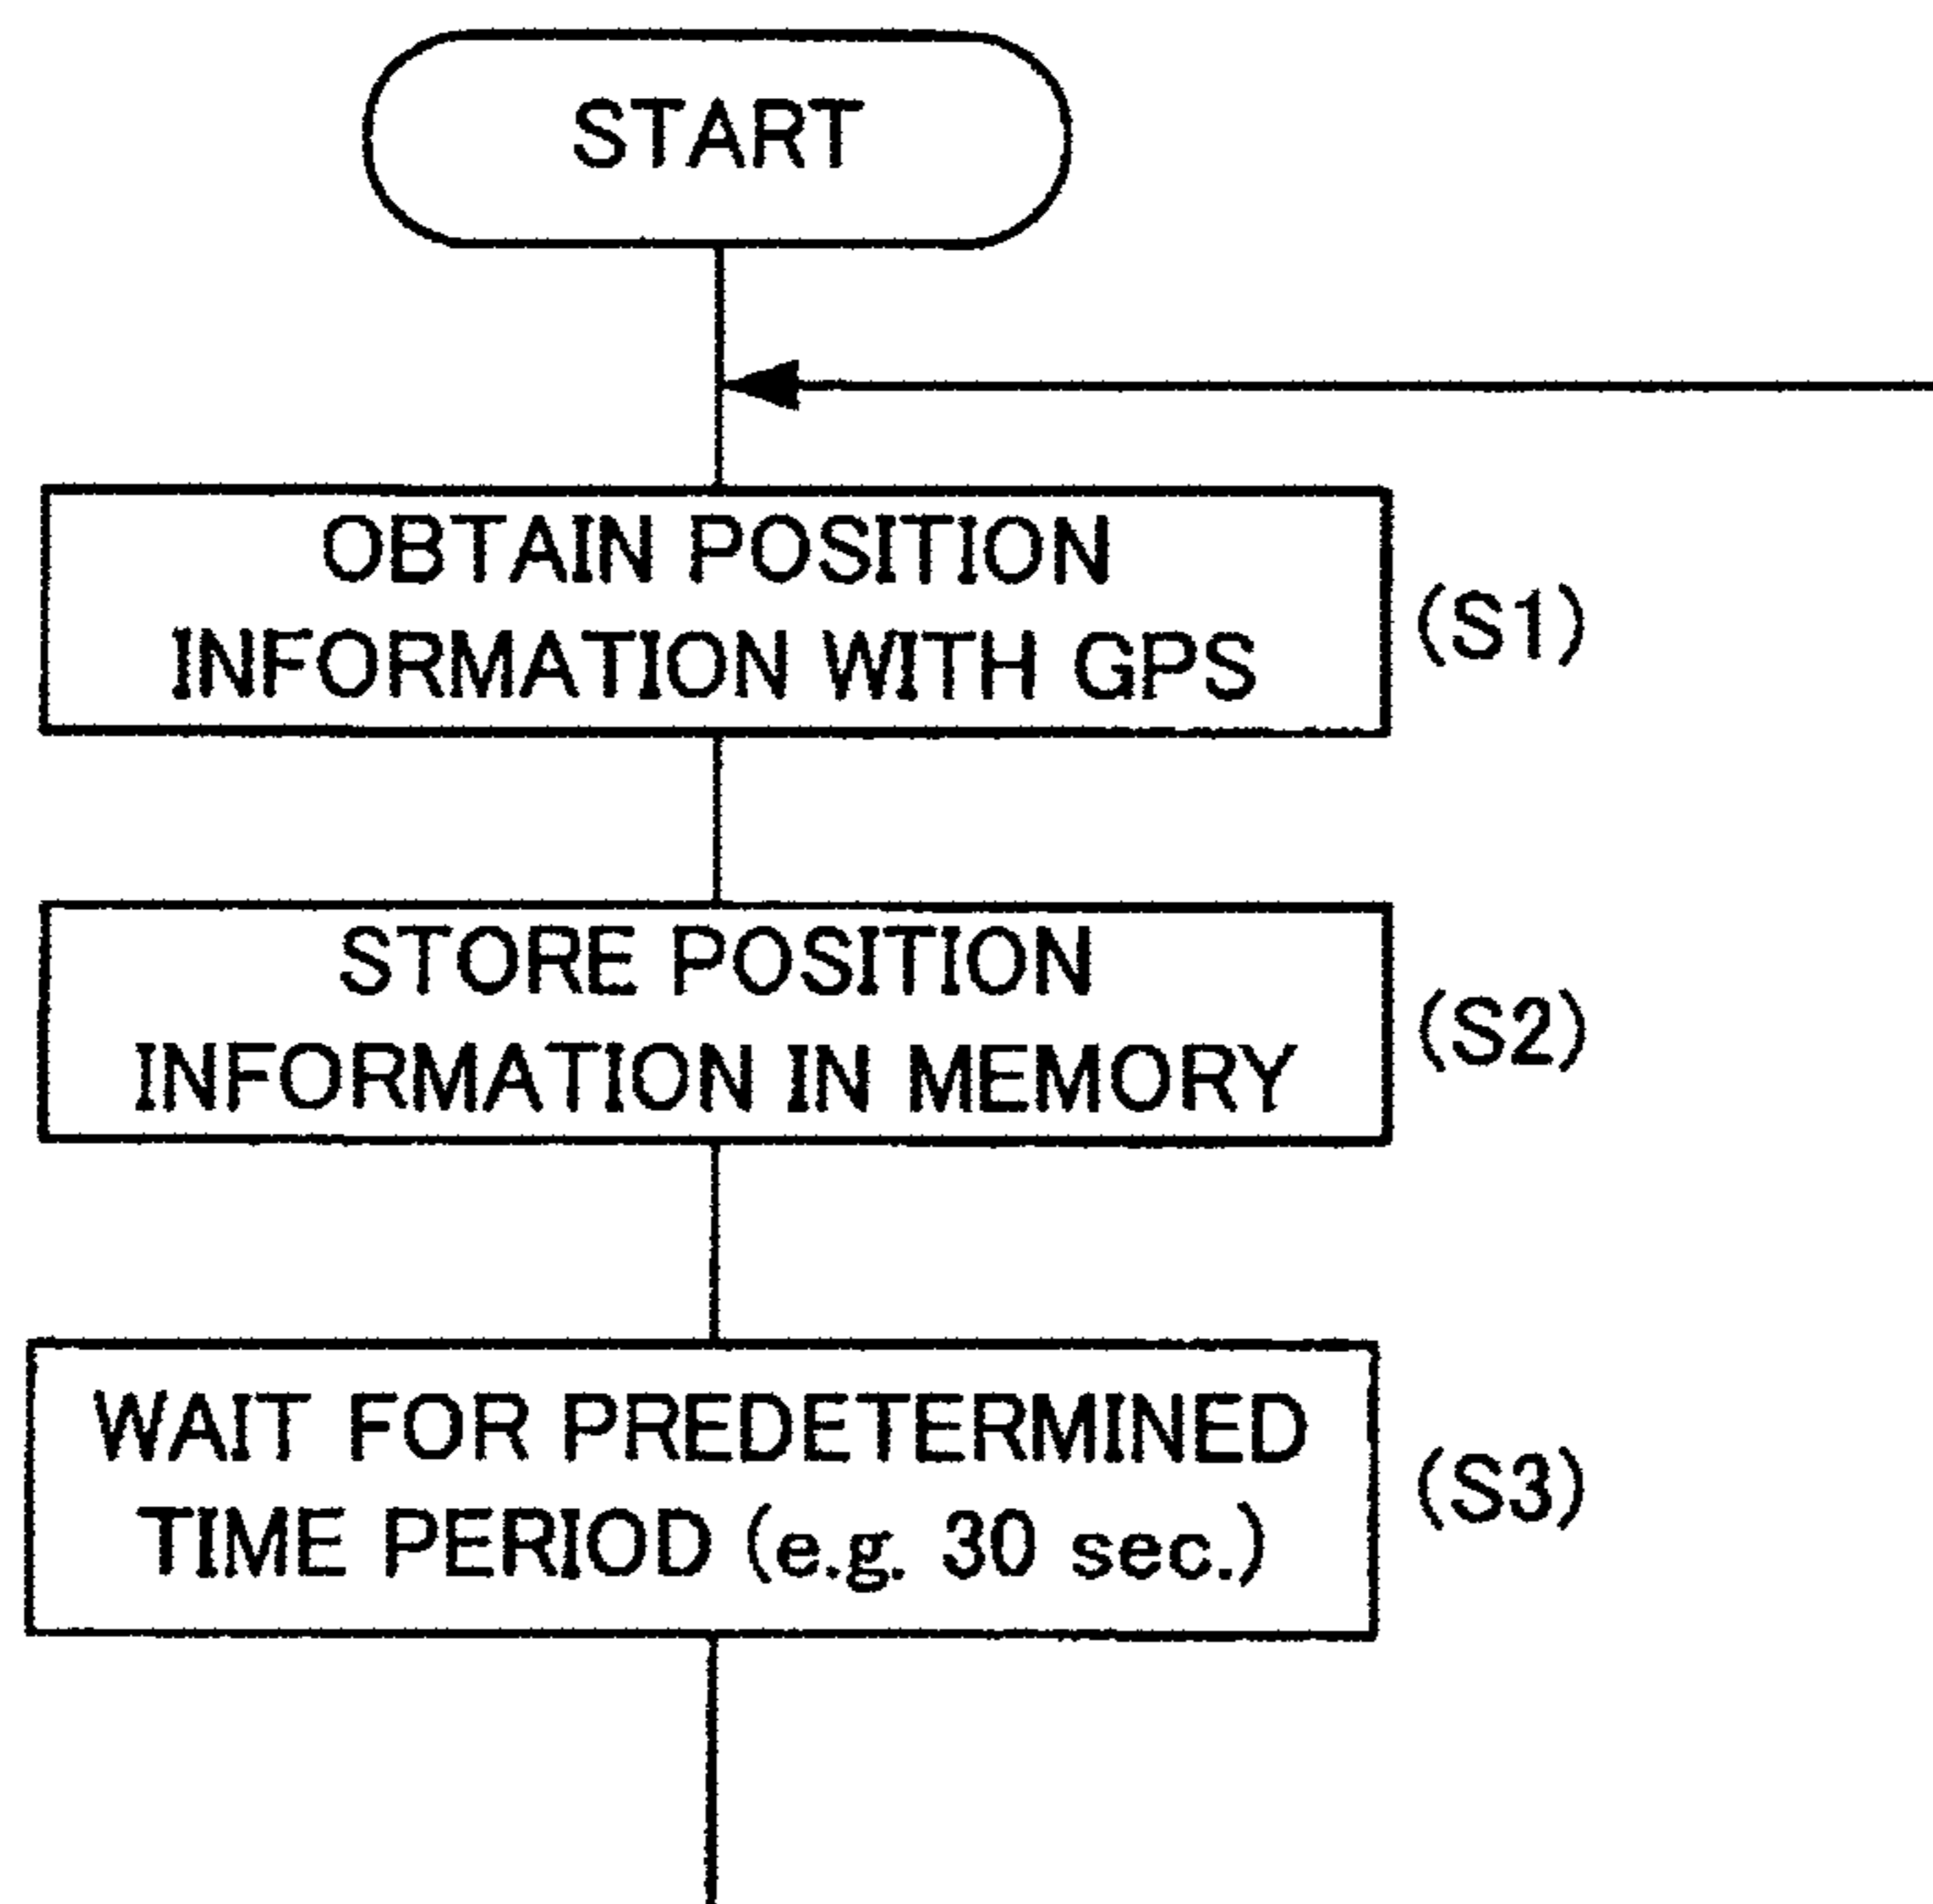 START
OBTAIN POSITION
INFORMATION WITH GPS
(S1)
STORE POSITION
INFORMATION IN MEMORY
(S2)
WAIT FOR PREDETERMINED
TIME PERIOD (e.g. 30 sec.)
(S3)